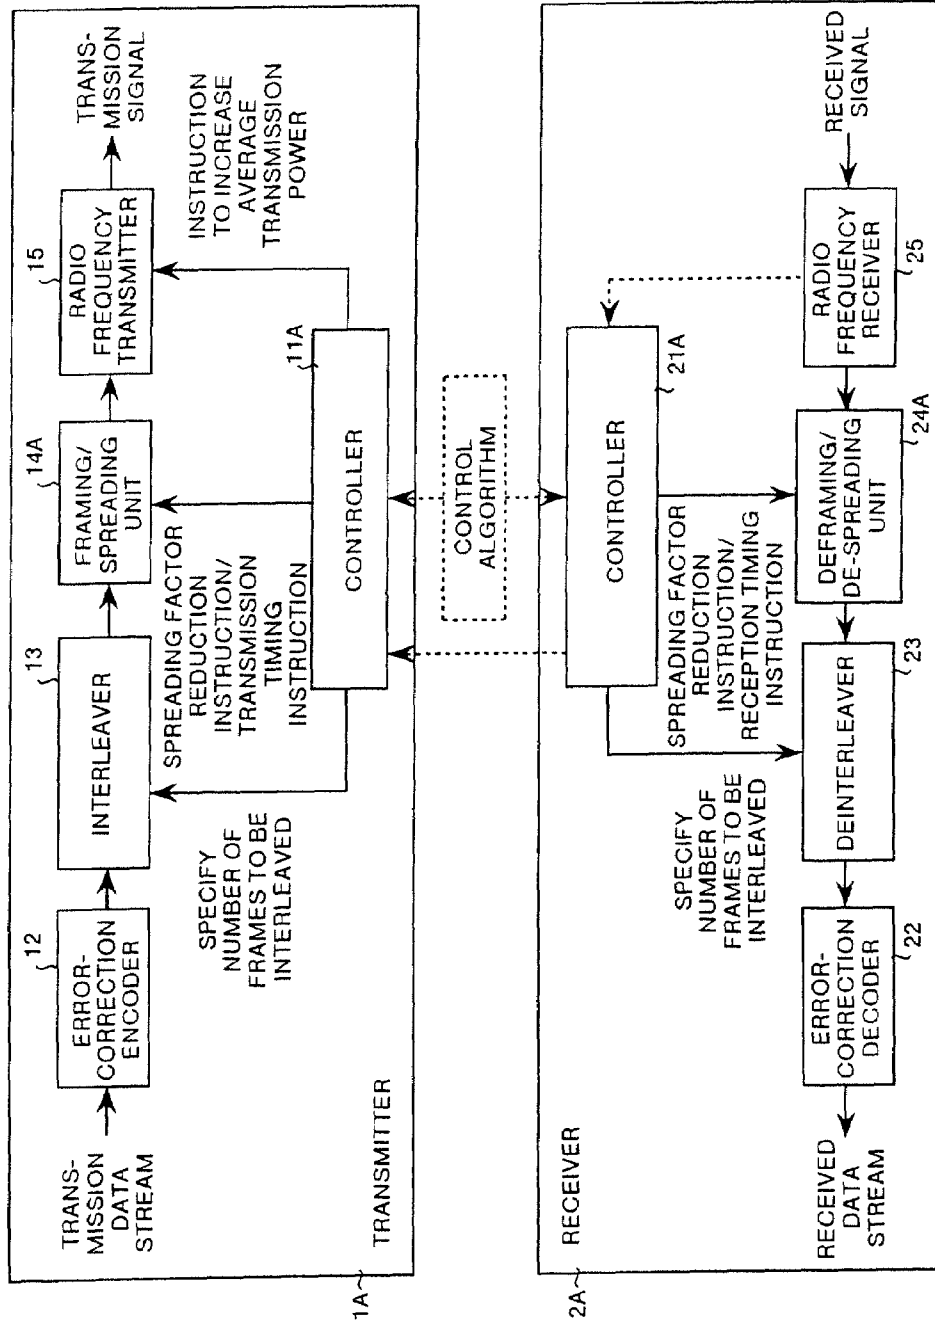 TRANS-
MISSION
DATA
STREAM
12
ERROR-
CORRECTION
ENCODER
13
INTERLEAVER
14A
FRAMING/
SPREADING
UNIT
15
RADIO
FREQUENCY
TRANSMITTER
TRANS-
MISSION
SIGNAL
SPECIFY
NUMBER OF
FRAMES TO BE
INTERLEAVED
SPREADING FACTOR
REDUCTION
INSTRUCTION/
TRANSMISSION
TIMING
INSTRUCTION
INSTRUCTION
TO INCREASE
AVERAGE
TRANSMISSION
POWER
11A
CONTROLLER
TRANSMITTER
1A
CONTROL
ALGORITHM
2A
RECEIVER
CONTROLLER
21A
SPECIFY
NUMBER OF
FRAMES TO BE
INTERLEAVED
SPREADING FACTOR
REDUCTION
INSTRUCTION/
RECEPTION TIMING
INSTRUCTION
RECEIVED
SIGNAL
RADIO
FREQUENCY
RECEIVER
25
DEFRAMING/
DE-SPREADING
UNIT
24A
DEINTERLEAVER
23
ERROR-
CORRECTION
DECODER
22
RECEIVED
DATA
STREAM